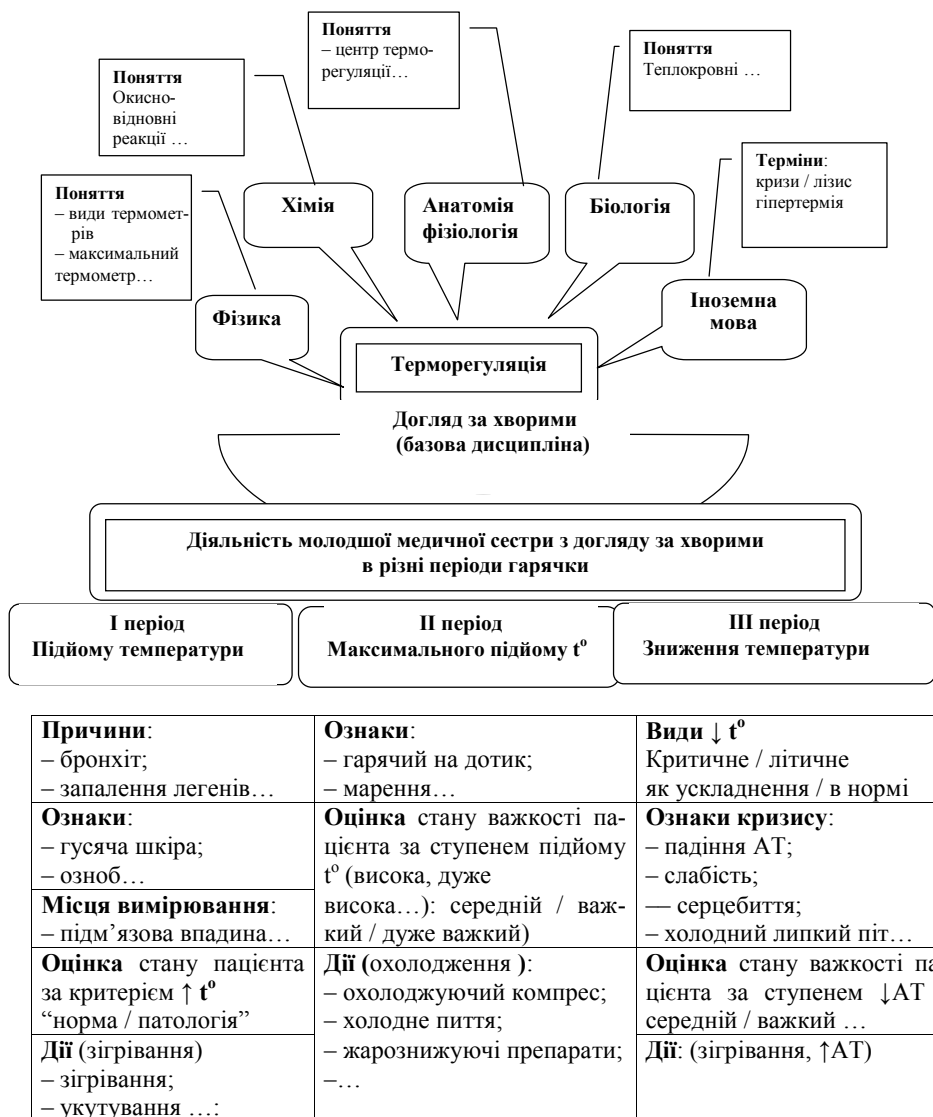 Поняття
– центр термо-
регуляції…
Поняття
Теплокровні …
Поняття
Окисно-
відновні
реакції …
Терміни:
кризи / лізис
гіпертермія
Поняття
– види термомет-
рів
– максимальний
термометр…
Хімія
Анатомія
фізіологія
Біологія
Фізика
Іноземна
мова
Терморегуляція
Догляд за хворими
(базова дисципліна)
Діяльність молодшої медичної сестри з догляду за хворими
в різні періоди гарячки
І період
Підйому температури
ІІ період
Максимального підйому tº
ІІІ період
Зниження температури
Причини:
– бронхіт;
– запалення легенів…
Ознаки:
– гусяча шкіра;
– озноб…
Місця вимірювання:
– підм’язова впадина…
Оцінка стану пацієнта
за критерієм ↑ tº
“норма / патологія”
Дії (зігрівання)
– зігрівання;
– укутування …:
Ознаки:
– гарячий на дотик;
– марення…
Оцінка стану важкості па-
цієнта за ступенем підйому
tº (висока, дуже
висока…): середній / важ-
кий / дуже важкий)
Дії (охолодження ):
– охолоджуючий компрес;
– холодне пиття;
– жарознижуючі препарати;
–…
Види ↓ tº
Критичне / літичне
як ускладнення / в нормі
Ознаки кризису:
– падіння АТ;
– слабість;
–– серцебиття;
– холодний липкий піт…
Оцінка стану важкості па
цієнта за ступенем ↓АТ
середній / важкий …
Дії: (зігрівання, ↑АТ)